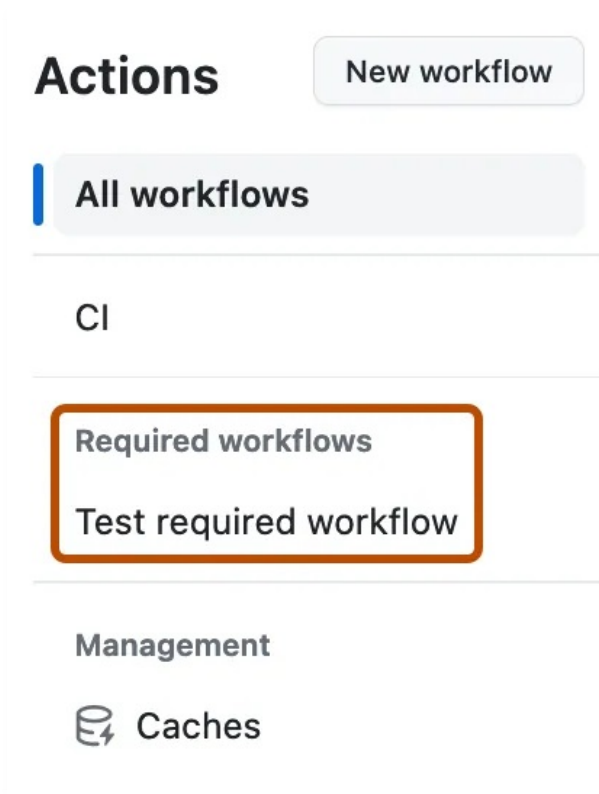 Actions
New workflow
All workflows
CI
Required workflows
Test required workflow
Management
Caches